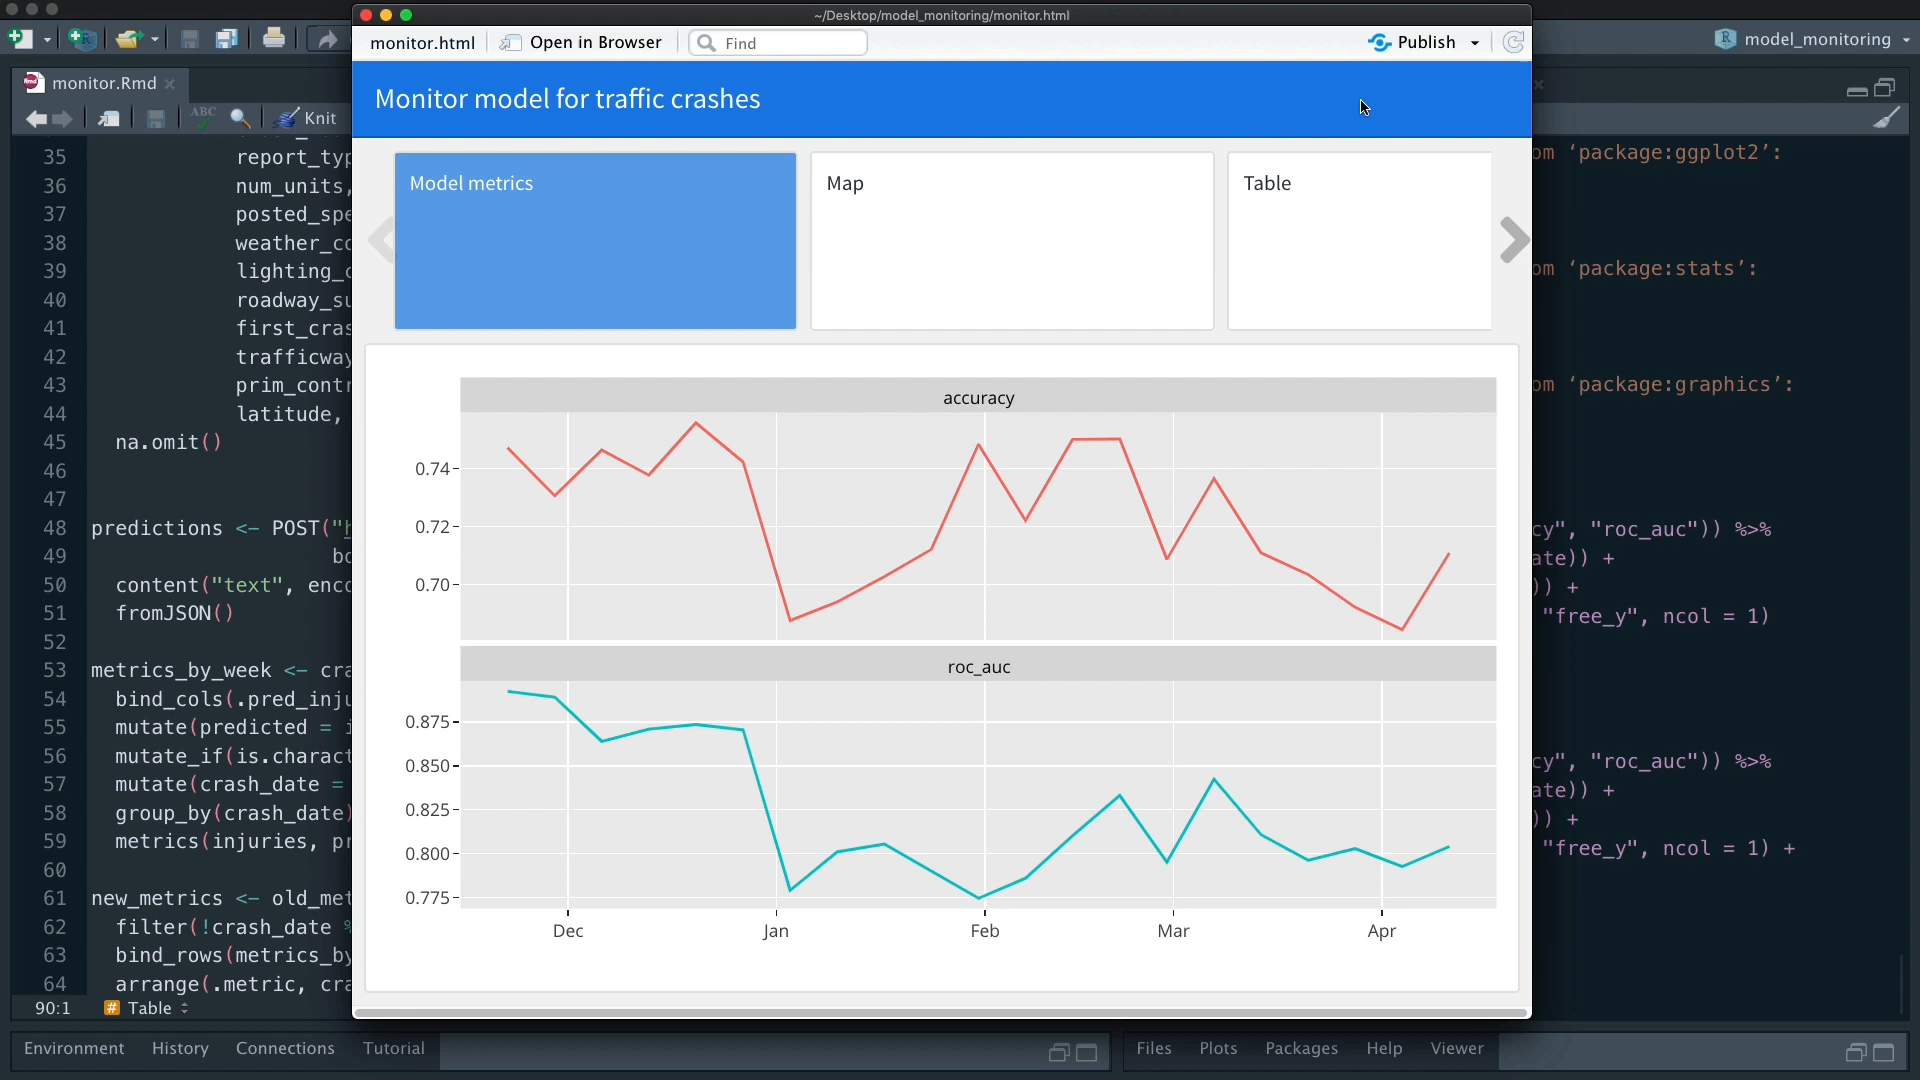 ~/Desktop/model_monitoring/monitor.html
monitor.html
Open in Browser
Find
Publish
model_monitoring
monitor.Rmd
ABC
Knit
Monitor model for traffic crashes
Model metrics
Map
Table
35 report_typ
36 num_units,
37 posted_spe
38 weather_co
39 lighting_c
40 roadway_su
41 first_cras
42 trafficway
43 prim_contr
44 latitude,
45 na.omit()
46
47
48 predictions <- POST("h
49 bo
50 content("text", enco
51 fromJSON()
52
53 metrics_by_week <- cra
54 bind_cols(.pred_inju
55 mutate(predicted = i
56 mutate_if(is.charact
57 mutate(crash_date =
58 group_by(crash_date)
59 metrics(injuries, pr
60
61 new_metrics <- old_met
62 filter(!crash_date %
63 bind_rows(metrics_by
64 arrange(.metric, cra
90:1 # Table
accuracy
0.74
0.72
0.70
roc_auc
0.875
0.850
0.825
0.800
0.775
Dec Jan Feb Mar Apr
om ‘package:ggplot2’:
om ‘package:stats’:
om ‘package:graphics’:
cy", "roc_auc")) %>%
ate)) +
)) +
"free_y", ncol = 1)
cy", "roc_auc")) %>%
ate)) +
)) +
"free_y", ncol = 1) +
Environment History Connections Tutorial
Files Plots Packages Help Viewer